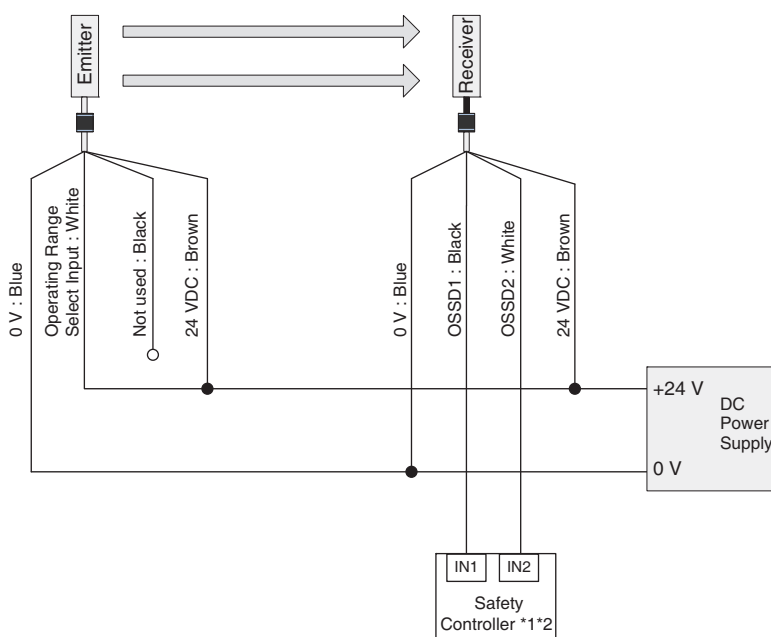 Emitter
Receiver
0 V : Blue
Operating Range
Select Input : White
Not used : Black
24 VDC : Brown
0 V : Blue
OSSD1 : Black
OSSD2 : White
24 VDC : Brown
+24 V
DC
Power
Supply
0 V
IN1
IN2
Safety
Controller *1*2